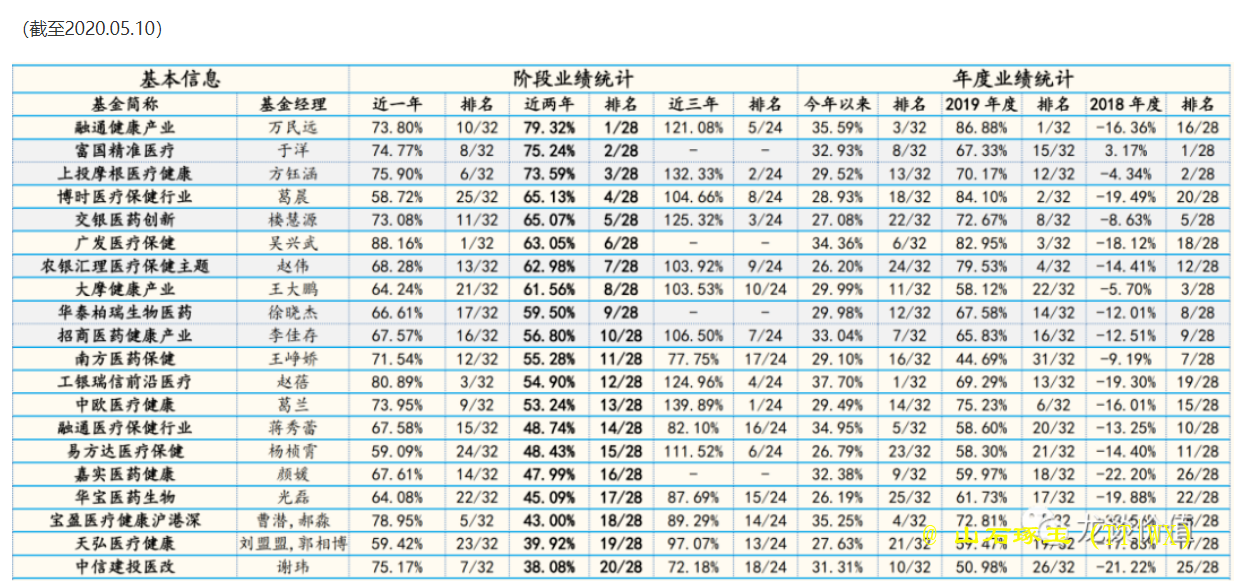 (截至2020.05.10)
基本信息 阶段业绩统计 年度业绩统计
基金简称 基金经理 近一年 排名 近两年 排名 近三年 排名 今年以来 排名 2019 年度 排名 2018 年度 排名
融通健康产业 万民远 73.80% 10/32 79.32% 1/28 121.08% 5/24 35.59% 3/32 86.88% 1/32 -16.36% 16/28
富国精准医疗 于洋 74.77% 8/32 75.24% 2/28 - - 32.93% 8/32 67.33% 15/32 3.17% 1/28
上投摩根医疗健康 方钰涵 75.90% 6/32 73.59% 3/28 132.33% 2/24 29.52% 13/32 70.17% 12/32 -4.34% 2/28
博时医疗保健行业 葛晨 58.72% 25/32 65.13% 4/28 104.66% 8/24 28.93% 18/32 84.10% 2/32 -19.49% 20/28
交银医药创新 楼慧源 73.08% 11/32 65.07% 5/28 125.32% 3/24 27.08% 22/32 72.67% 8/32 -8.63% 5/28
广发医疗保健 吴兴武 88.16% 1/32 63.05% 6/28 - - 34.36% 6/32 82.95% 3/32 -18.12% 18/28
农银汇理医疗保健主题 赵伟 68.28% 13/32 62.98% 7/28 103.92% 9/24 26.20% 24/32 79.53% 4/32 -14.41% 12/28
大摩健康产业 王大鹏 64.24% 21/32 61.56% 8/28 103.53% 10/24 29.99% 11/32 58.12% 22/32 -5.70% 3/28
华泰柏瑞生物医药 徐晓杰 66.61% 17/32 59.50% 9/28 - - 29.98% 12/32 67.58% 14/32 -12.01% 8/28
招商医药健康产业 李佳存 67.57% 16/32 56.80% 10/28 106.50% 7/24 33.04% 7/32 65.83% 16/32 -12.51% 9/28
南方医药保健 王峥娇 71.54% 12/32 55.28% 11/28 77.75% 17/24 29.10% 16/32 44.69% 31/32 -9.19% 7/28
工银瑞信前沿医疗 赵蓓 80.89% 3/32 54.90% 12/28 124.96% 4/24 37.70% 1/32 69.29% 13/32 -19.30% 19/28
中欧医疗健康 葛兰 73.95% 9/32 53.24% 13/28 139.89% 1/24 29.49% 14/32 75.23% 6/32 -16.01% 15/28
融通医疗保健行业 蒋秀蕾 67.58% 15/32 48.74% 14/28 82.10% 16/24 34.95% 5/32 58.60% 20/32 -13.25% 10/28
易方达医疗保健 杨桢霄 59.09% 24/32 48.43% 15/28 111.52% 6/24 26.79% 23/32 58.30% 21/32 -14.40% 11/28
嘉实医药健康 颜媛 67.61% 14/32 47.99% 16/28 - - 32.38% 9/32 59.97% 18/32 -22.20% 26/28
华宝医药生物 光磊 64.08% 22/32 45.09% 17/28 87.69% 15/24 26.19% 25/32 61.73% 17/32 -19.88% 22/28
宝盈医疗健康沪港深 曹潜,郝淼 78.95% 5/32 43.00% 18/28 89.29% 14/24 35.25% 4/32 72.81%
天弘医疗健康 刘盟盟,郭相博 59.42% 23/32 39.92% 19/28 97.07% 13/24 27.63% 21/32 59.47% 19/32 -17.83%
中信建投医改 谢玮 75.17% 7/32 38.08% 20/28 72.18% 18/24 31.31% 10/32 50.98% 26/32 -21.22% 25/28